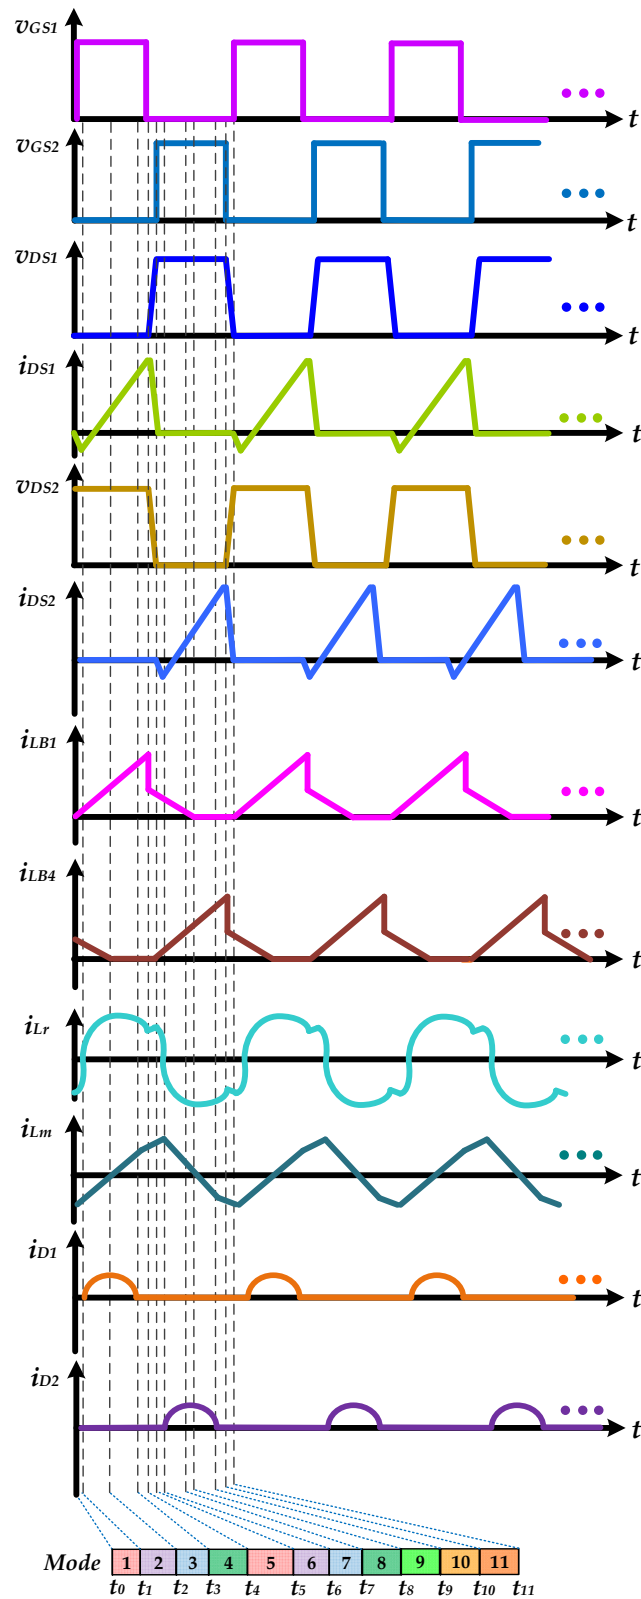 vGS1
t
vGS2
t
vDS1
t
iDS1
t
vDS2
t
iDS2
t
iLB1
t
iLB4
t
iLr
t
iLm
t
iD1
t
iD2
t
Mode 1 2 3 4 5 6 7 8 9 10 11
t0 t1 t2 t3 t4 t5 t6 t7 t8 t9 t10 t11